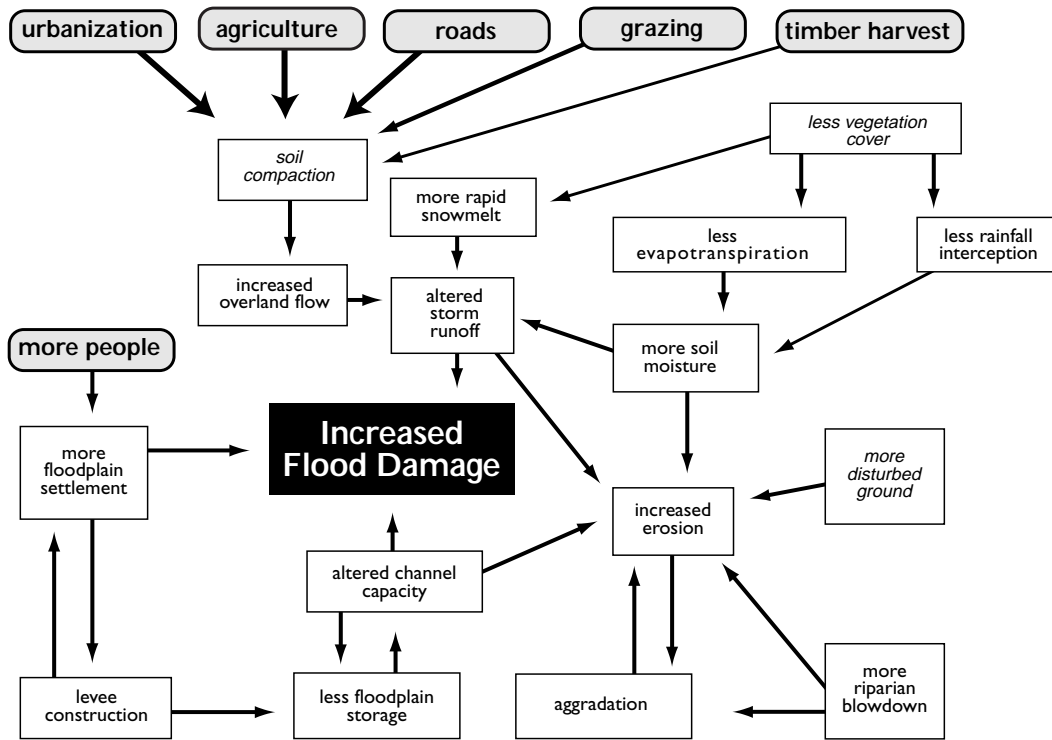 urbanization
agriculture
roads
grazing
timber harvest
less vegetation
cover
soil
compaction
more rapid
snowmelt
less
evapotranspiration
less rainfall
interception
increased
overland flow
altered
storm
runoff
more people
more soil
moisture
Increased
Flood Damage
more
floodplain
settlement
more
disturbed
ground
increased
erosion
altered channel
capacity
levee
construction
less floodplain
storage
aggradation
more
riparian
blowdown